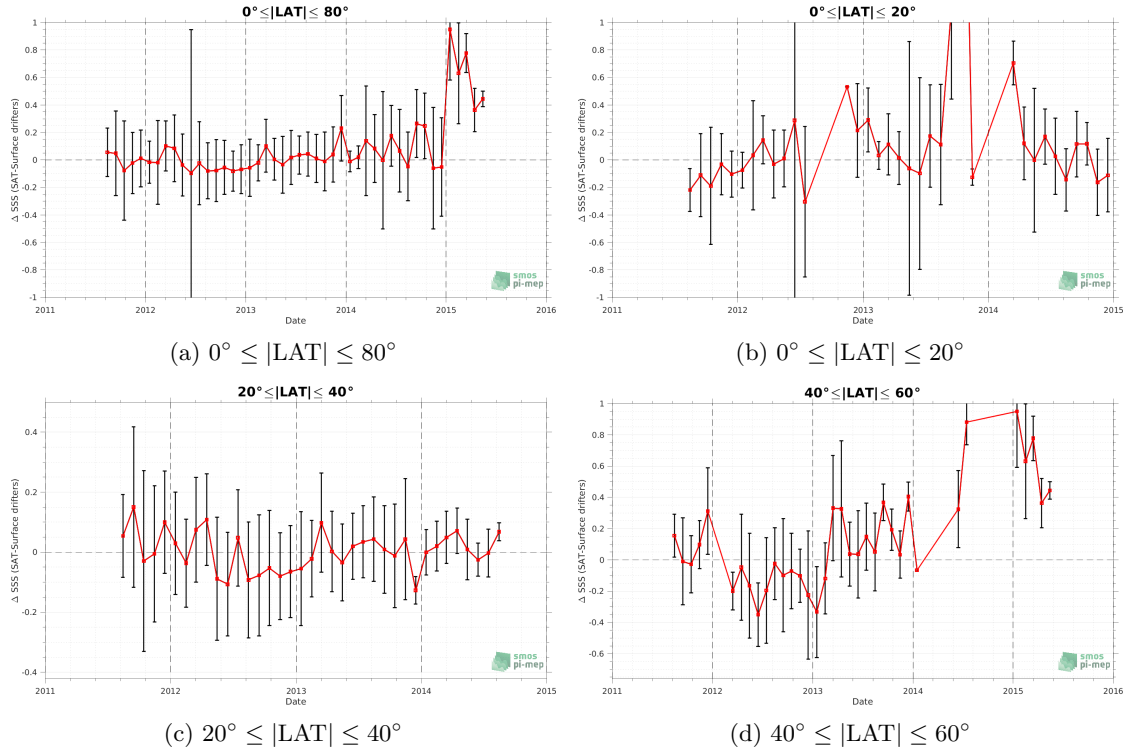 0°≤|LAT|≤ 80°
1
0.8
0.6
0.4
0.2
0
-0.2
-0.4
-0.6
-0.8
-1
Δ SSS (SAT-Surface drifters)
2011
2012
2013
2014
2015
2016
Date
smos
pi-mep
(a) 0° ≤ |LAT| ≤ 80°
0°≤|LAT|≤ 20°
1
0.8
0.6
0.4
0.2
0
-0.2
-0.4
-0.6
-0.8
-1
Δ SSS (SAT-Surface drifters)
2011
2012
2013
2014
2015
Date
smos
pi-mep
(b) 0° ≤ |LAT| ≤ 20°
20°≤|LAT|≤ 40°
0.4
0.2
0
-0.2
-0.4
Δ SSS (SAT-Surface drifters)
2011
2012
2013
2014
2015
Date
smos
pi-mep
(c) 20° ≤ |LAT| ≤ 40°
40°≤|LAT|≤ 60°
1
0.8
0.6
0.4
0.2
0
-0.2
-0.4
-0.6
Δ SSS (SAT-Surface drifters)
2011
2012
2013
2014
2015
2016
Date
smos
pi-mep
(d) 40° ≤ |LAT| ≤ 60°